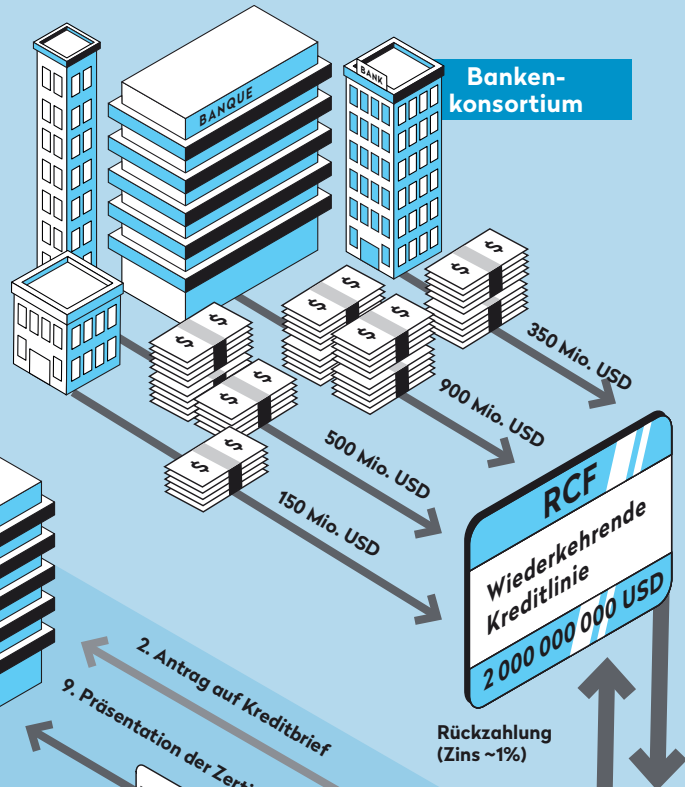 BANQUE
BANK
Banken-
konsortium
350 Mio. USD
900 Mio. USD
500 Mio. USD
150 Mio. USD
RCF
Wiederkehrende
Kreditlinie
2 000 000 000 USD
2. Antrag auf Kreditbrief
9. Präsentation der
Rückzahlung
(Zins ~1%)
$ $
$ $
$ $
$ $
$ $
$ $